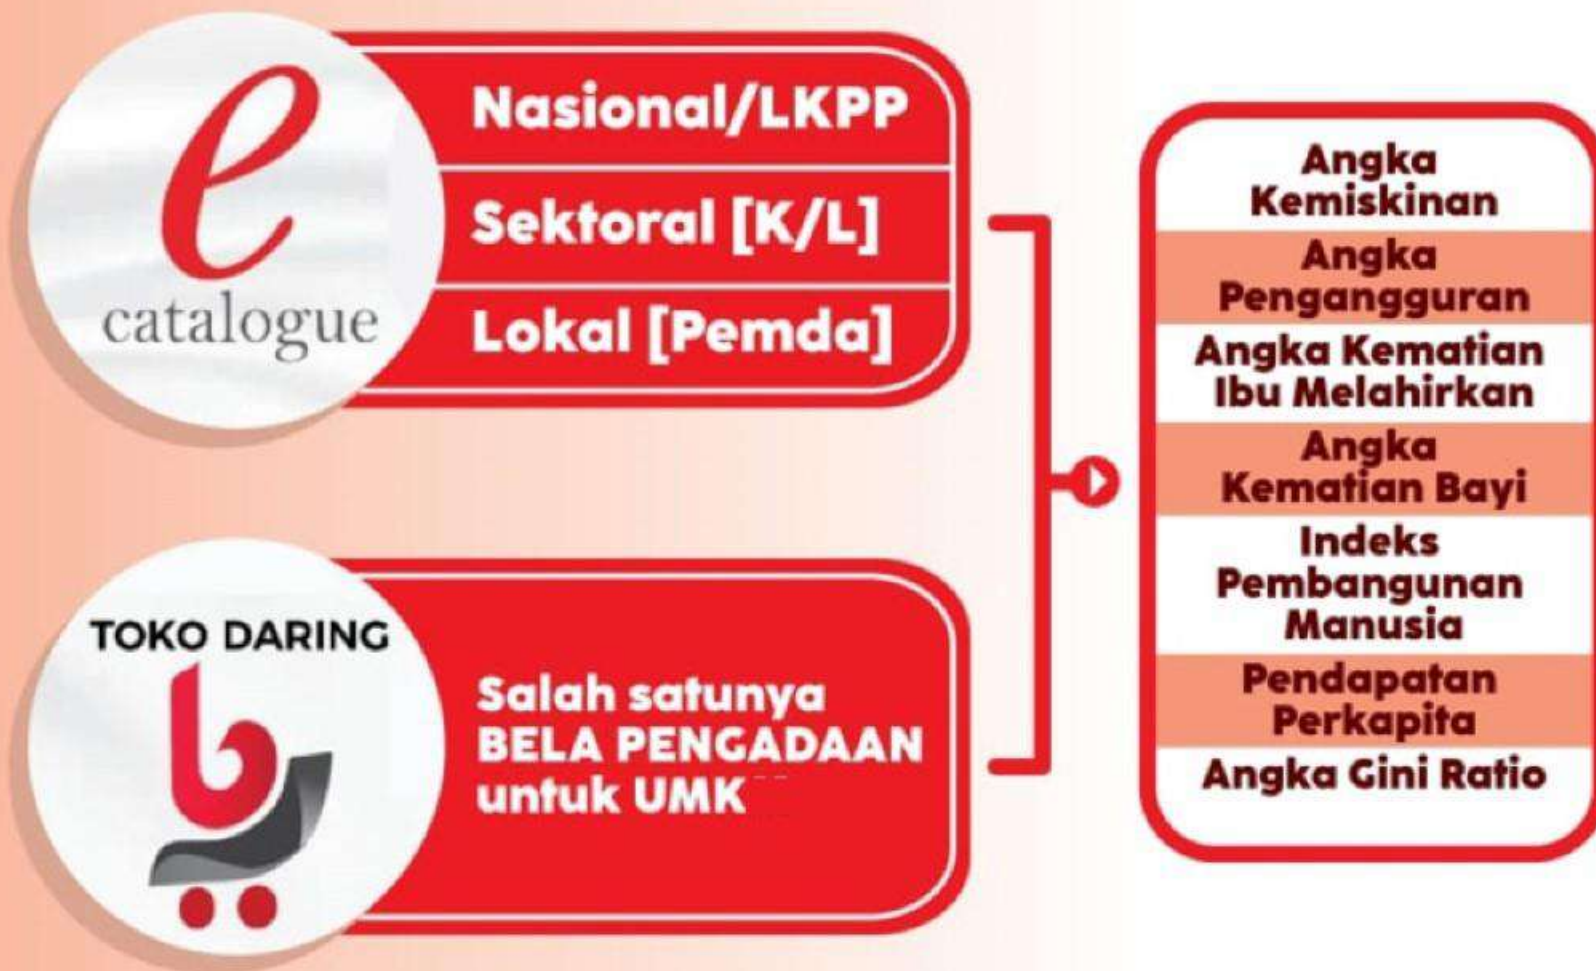 e
catalogue
Nasional/LKPP
Sektoral [K/L]
Lokal [Pemda]
TOKO DARING
Salah satunya
BELA PENGADAAN
untuk UMK
Angka
Kemiskinan
Angka
Pengangguran
Angka Kematian
Ibu Melahirkan
Angka
Kematian Bayi
Indeks
Pembangunan
Manusia
Pendapatan
Perkapita
Angka Gini Ratio